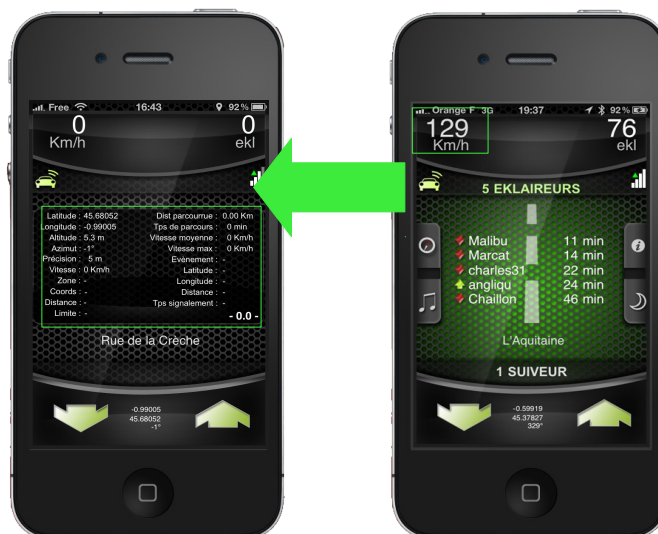 Free 16:43 92 %
0 0
Km/h ekl
Latitude : 45.68052 Dist parcourrue : 0.00 Km
Longitude : -0.99005 Tps de parcours : 0 min
Altitude : 5.3 m Vitesse moyenne : 0 Km/h
Azimut : -1° Vitesse max : 0 Km/h
Précision : 5 m Evènement : -
Vitesse : 0 Km/h Latitude : -
Zone : - Longitude : -
Coords : - Distance : -
Distance : - Tps signalement : -
Limite : - - 0.0 -
Rue de la Crèche
-0.99005
45.68052
-1°
Orange F 3G 19:37 92 %
129 76
Km/h ekl
5 EKLAIREURS
Malibu 11 min
Marcat 14 min
charles31 22 min
angliqu 24 min
Chaillon 46 min
L'Aquitaine
1 SUIVEUR
-0.59919
45.37827
329°